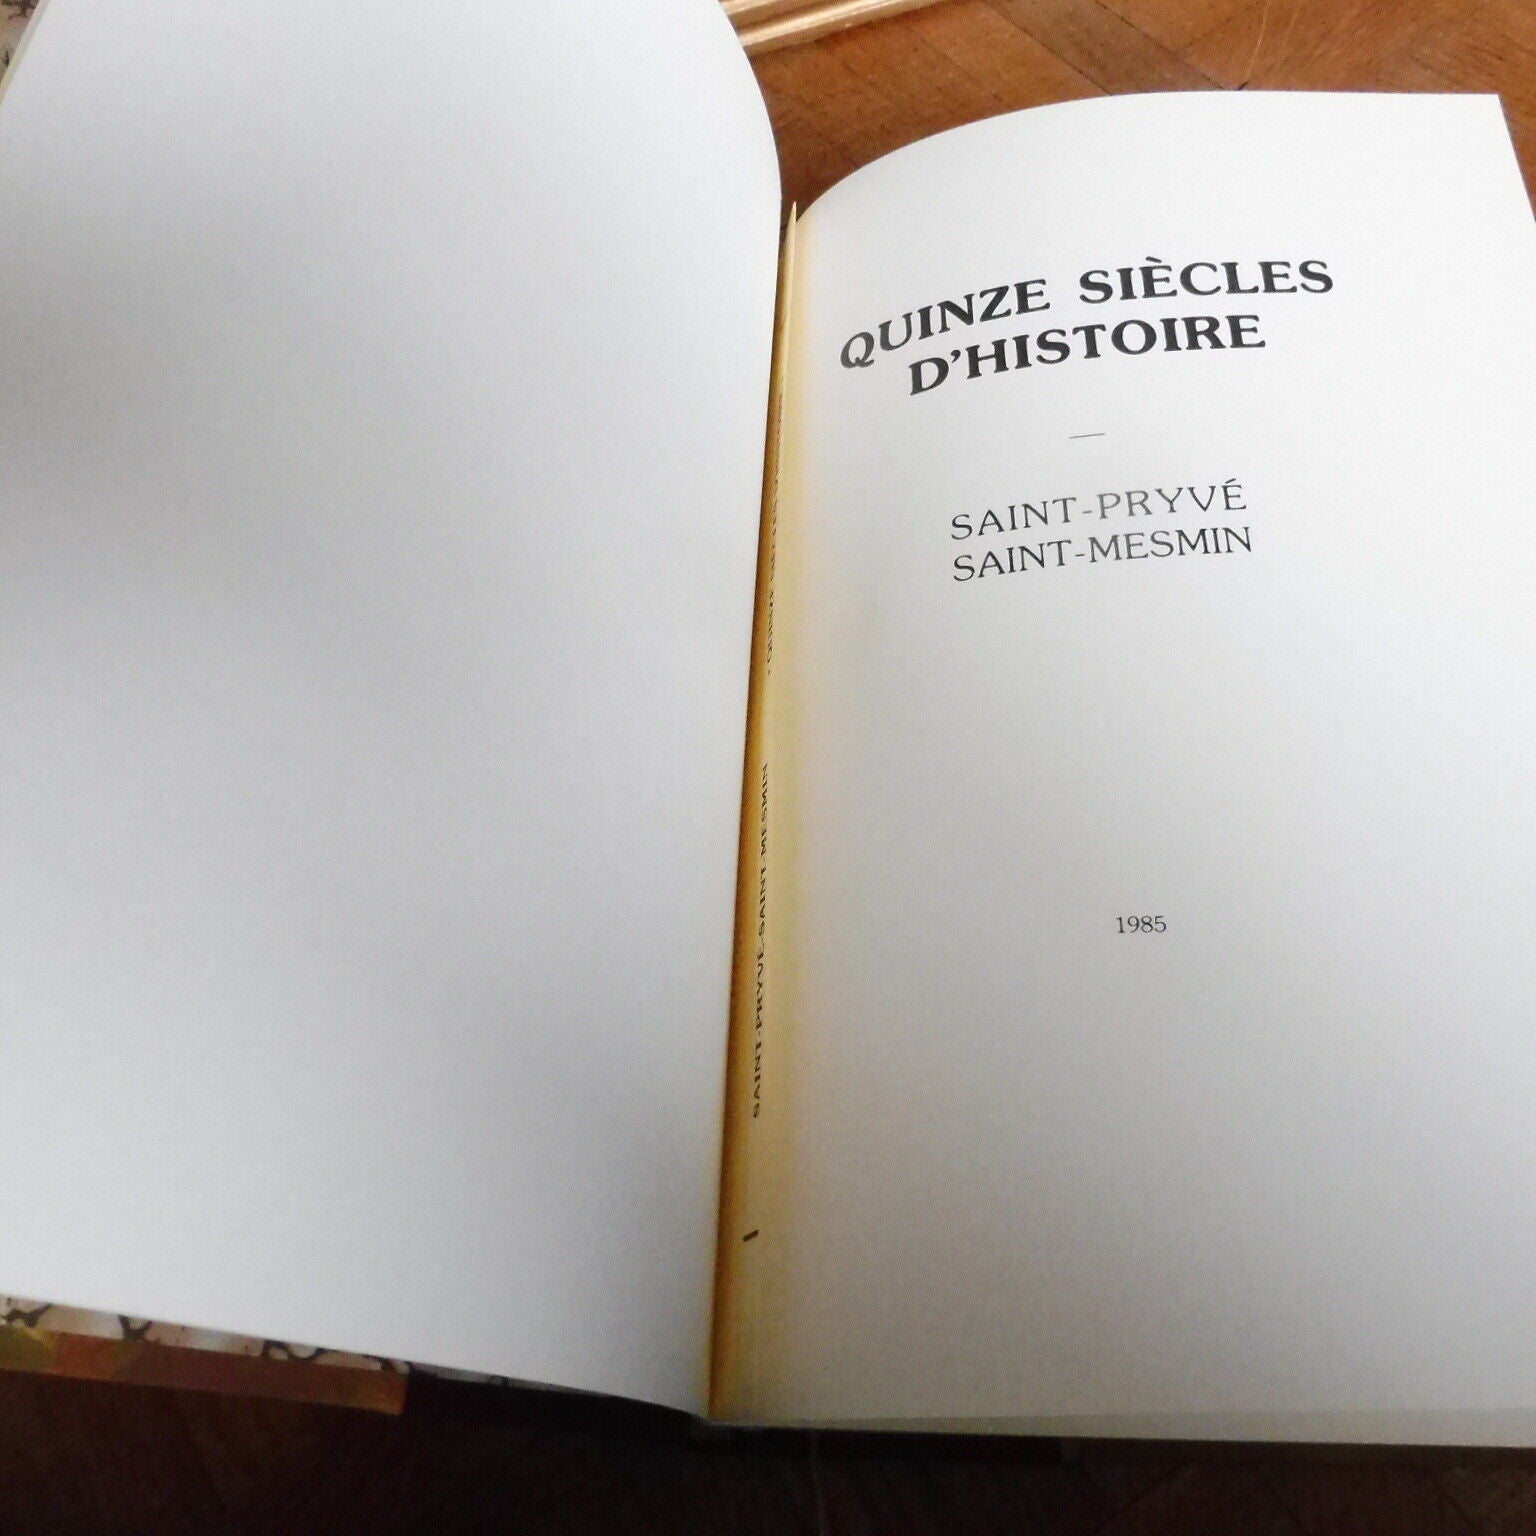 QUINZE SIÈCLES
D'HISTOIRE
SAINT-PRYVÉ
SAINT-MESMIN
1985
SAINT-PRYVÉ-SAINT-MESMIN